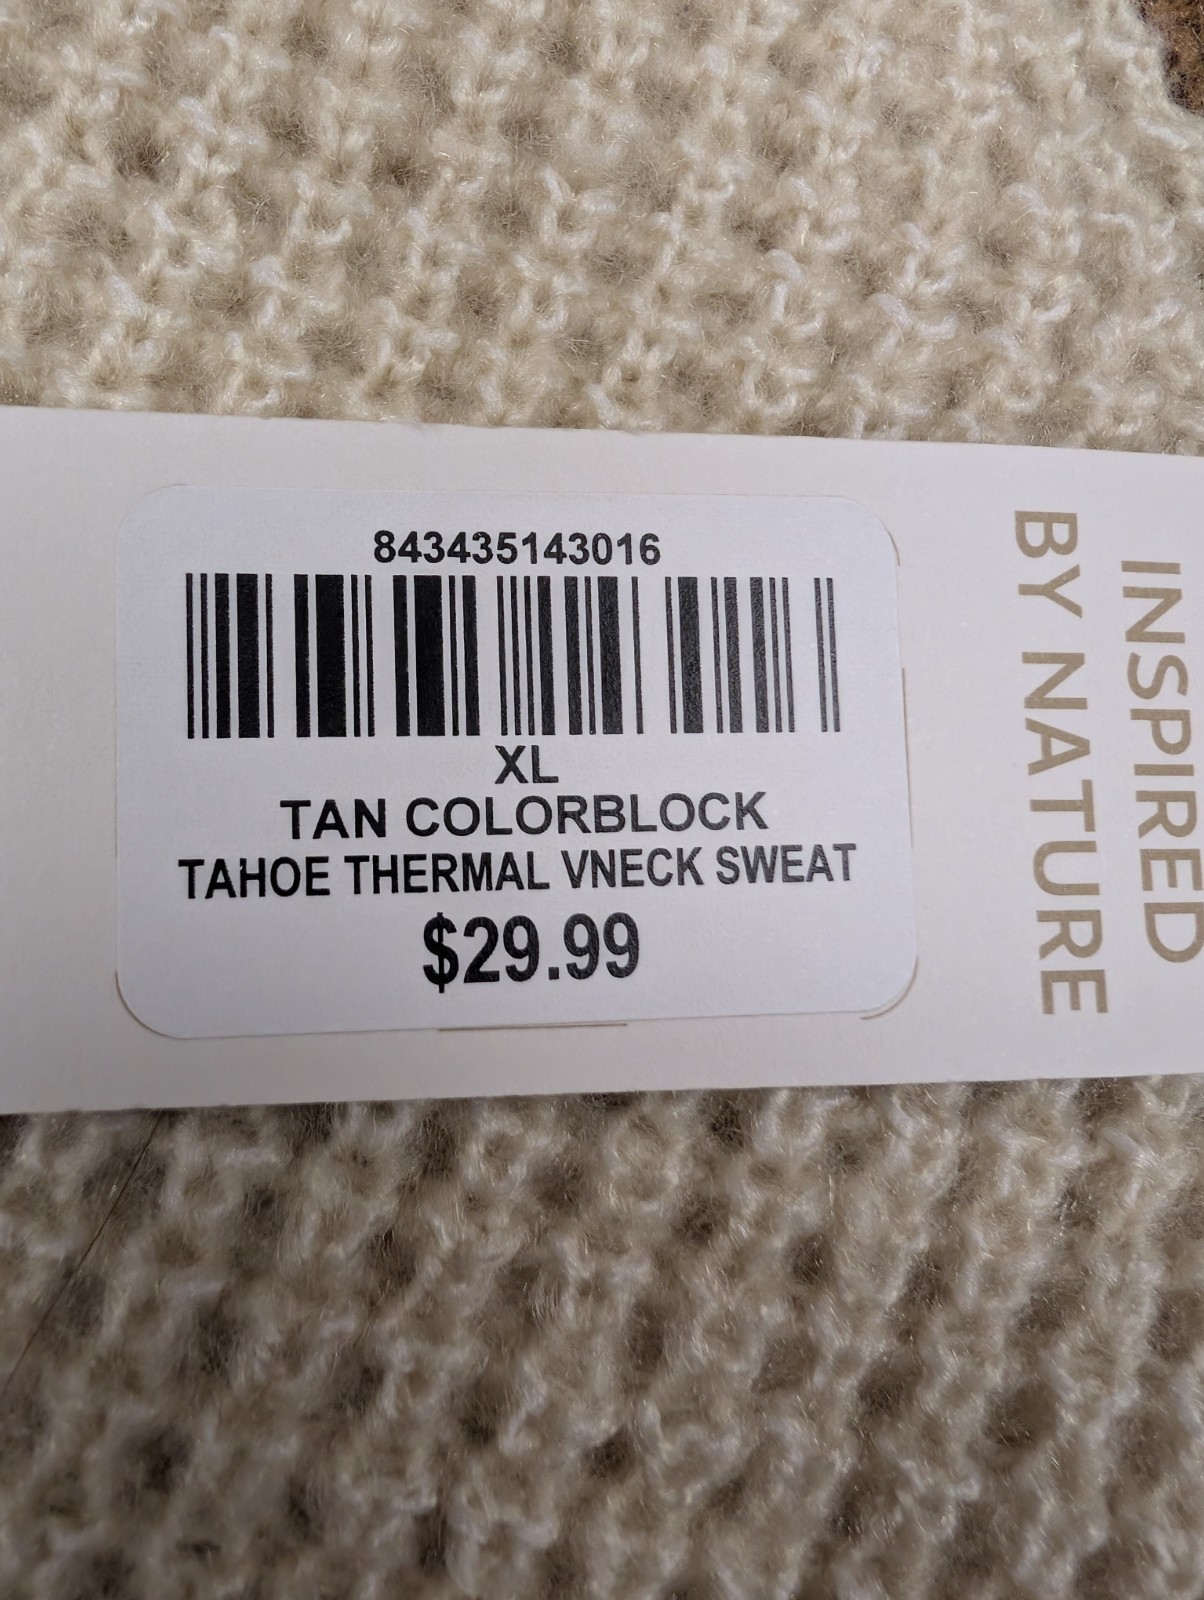 843435143016
XL
TAN COLORBLOCK
TAHOE THERMAL VNECK SWEAT
$29.99
INSPIRED
BY NATURE